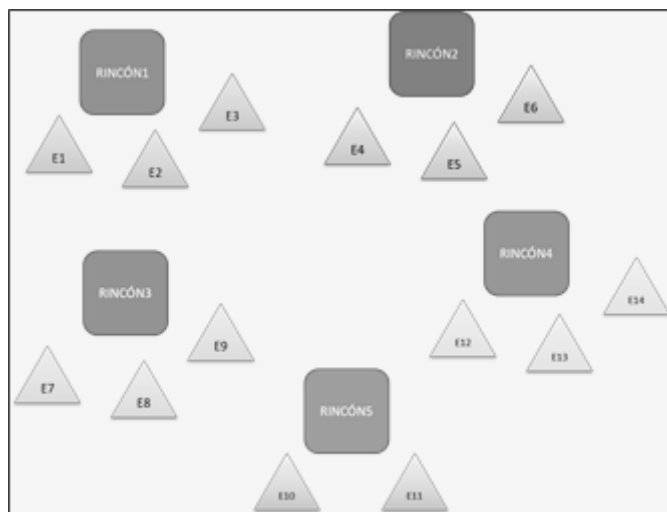 RINCÓN1
E1
E2
E3
RINCÓN2
E4
E5
E6
RINCÓN3
E7
E8
E9
RINCÓN4
E12
E13
E14
RINCÓN5
E10
E11